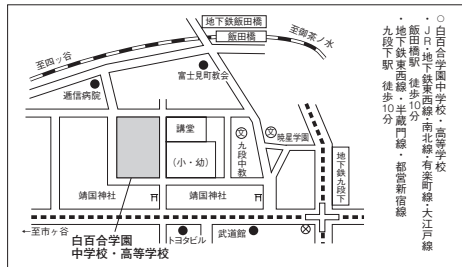 ○白百合学園中学校・高等学校
・JR・地下鉄東西線・南北線・有楽町線・大江戸線
飯田橋駅 徒歩10分
・地下鉄東西線・半蔵門線・都営新宿線
九段下駅 徒歩10分
地下鉄飯田橋
飯田橋
至御茶ノ水
至四ッ谷
富士見町教会
逓信病院
講堂
(小・幼)
文
九段中教
文
暁星学園
地下鉄九段下
靖国神社
靖国神社
←至市ヶ谷
白百合学園
中学校・高等学校
トヨタビル
武道館